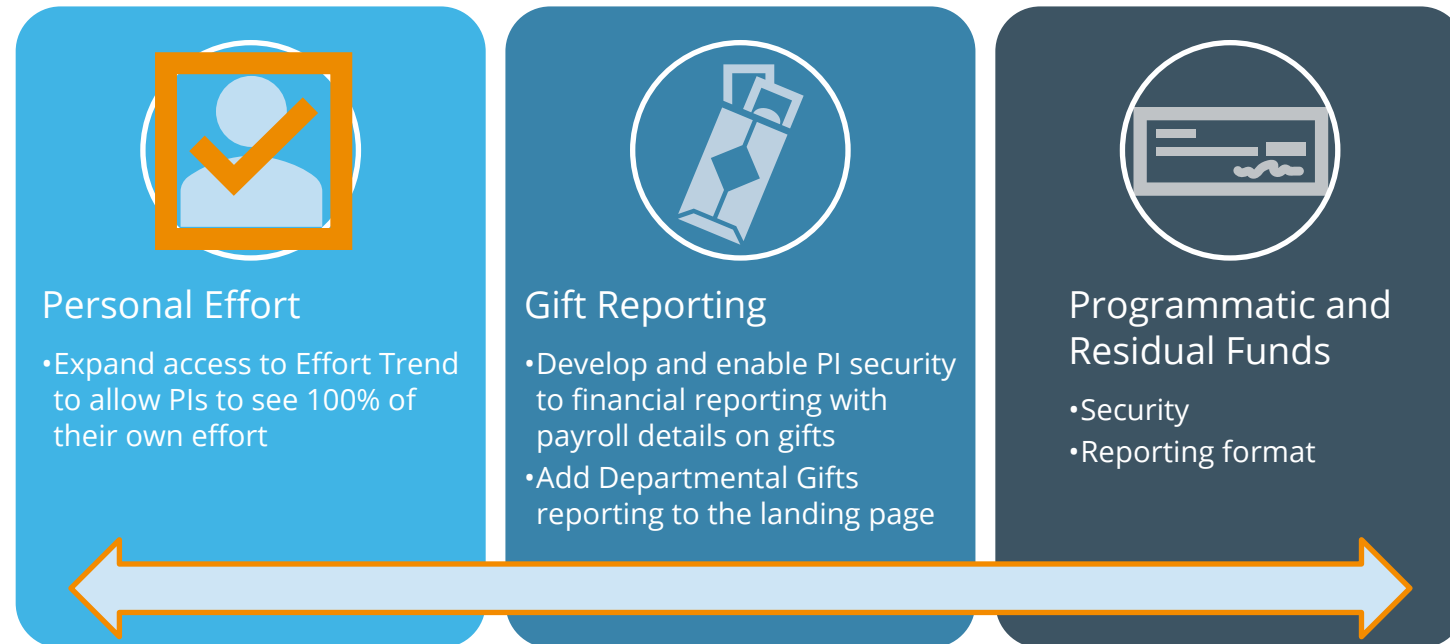 Personal Effort
•Expand access to Effort Trend
to allow PIs to see 100% of
their own effort
Gift Reporting
•Develop and enable PI security
to financial reporting with
payroll details on gifts
•Add Departmental Gifts
reporting to the landing page
Programmatic and
Residual Funds
•Security
•Reporting format